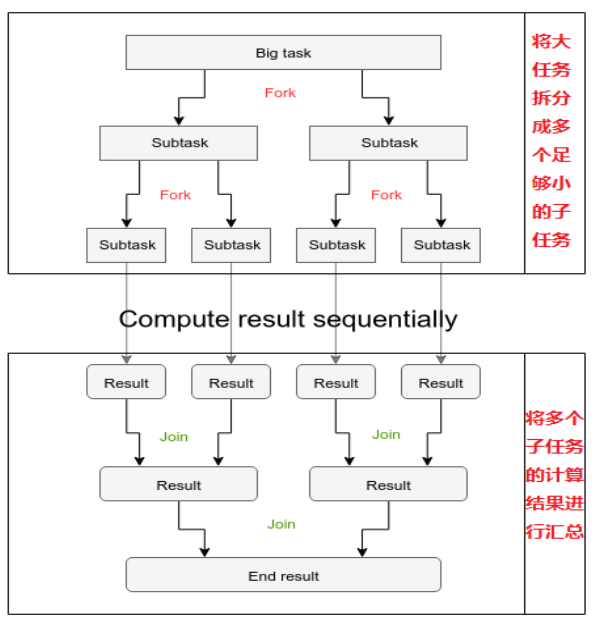 Big task
将大
任务
拆分
成多
个足
够小
的子
任务
Fork
Subtask Subtask
Fork Fork
Subtask Subtask Subtask Subtask
Compute result sequentially
Result Result Result Result
将多个
子任务
的计算
结果进
行汇总
Join Join
Result Result
Join
End result